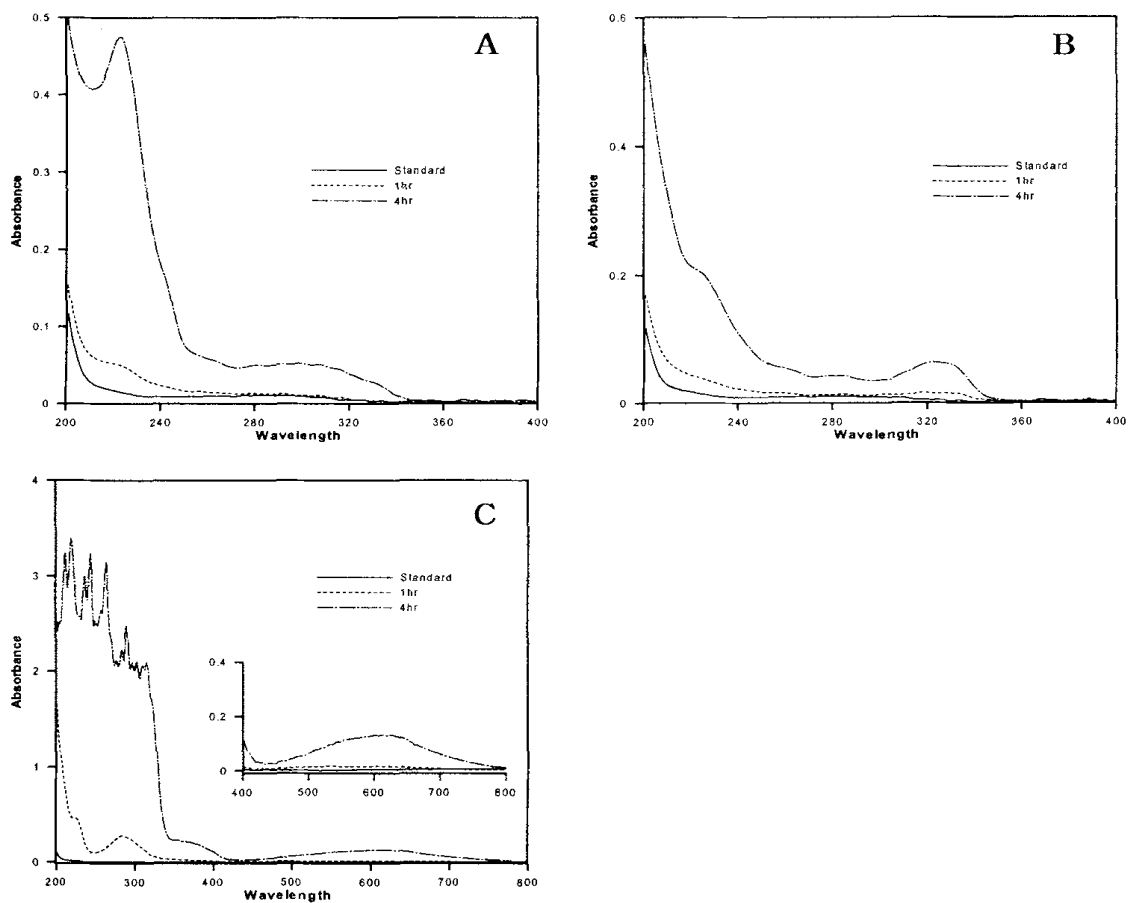 A
0.5
0.4
0.3
0.2
0.1
0
Absorbance
Standard
1hr
4hr
200 240 280 320 360 400
Wavelength
B
0.6
0.4
0.2
0
Absorbance
Standard
1hr
4hr
200 240 280 320 360 400
Wavelength
C
4
3
2
1
0
Absorbance
Standard
1hr
4hr
0.4
0.2
0
400 500 600 700 800
200 300 400 500 600 700 800
Wavelength